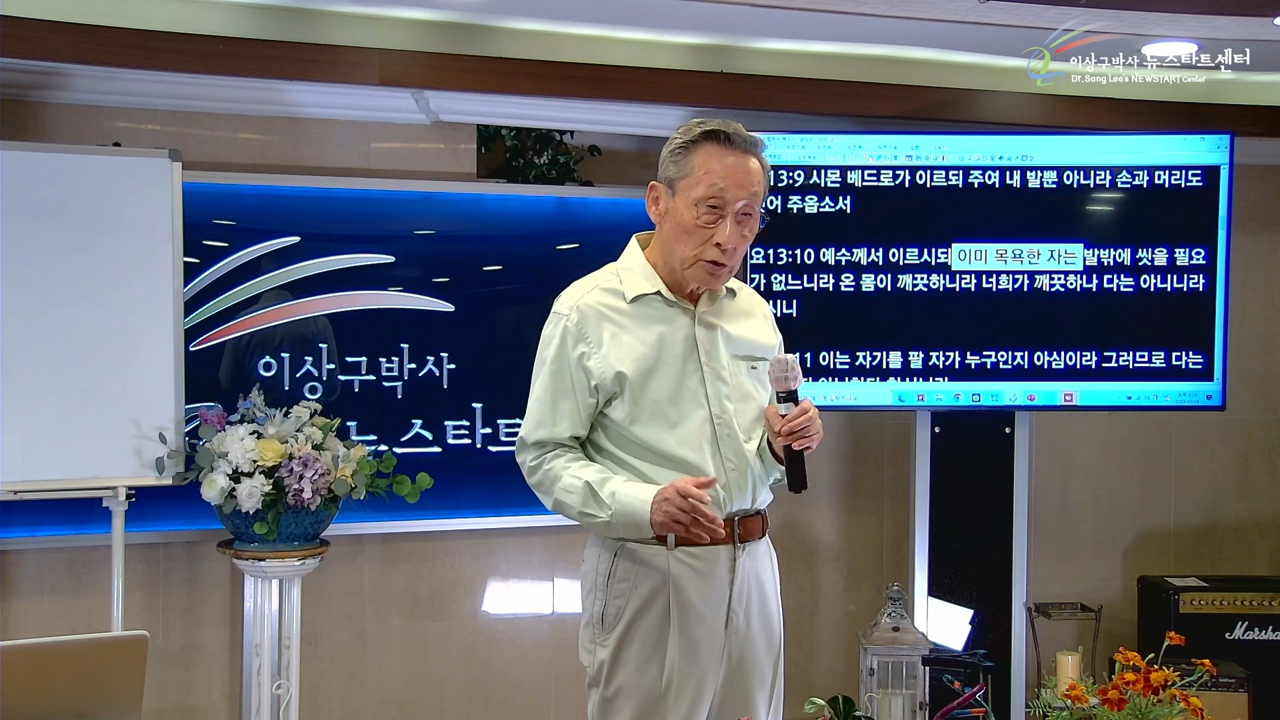 이상구박사 뉴스타트센터
Dr. Sang Lee's NEWSTART Center
13:9 시몬 베드로가 이르되 주여 내 발뿐 아니라 손과 머리도
주옵소서
요13:10 예수께서 이르시되 이미 목욕한 자는 발밖에 씻을 필요
가 없느니라 온 몸이 깨끗하니라 너희가 깨끗하나 다는 아니니라
시니
11 이는 자기를 팔 자가 누구인지 아심이라 그러므로 다는
이상구박사
뉴스타트
Marsha